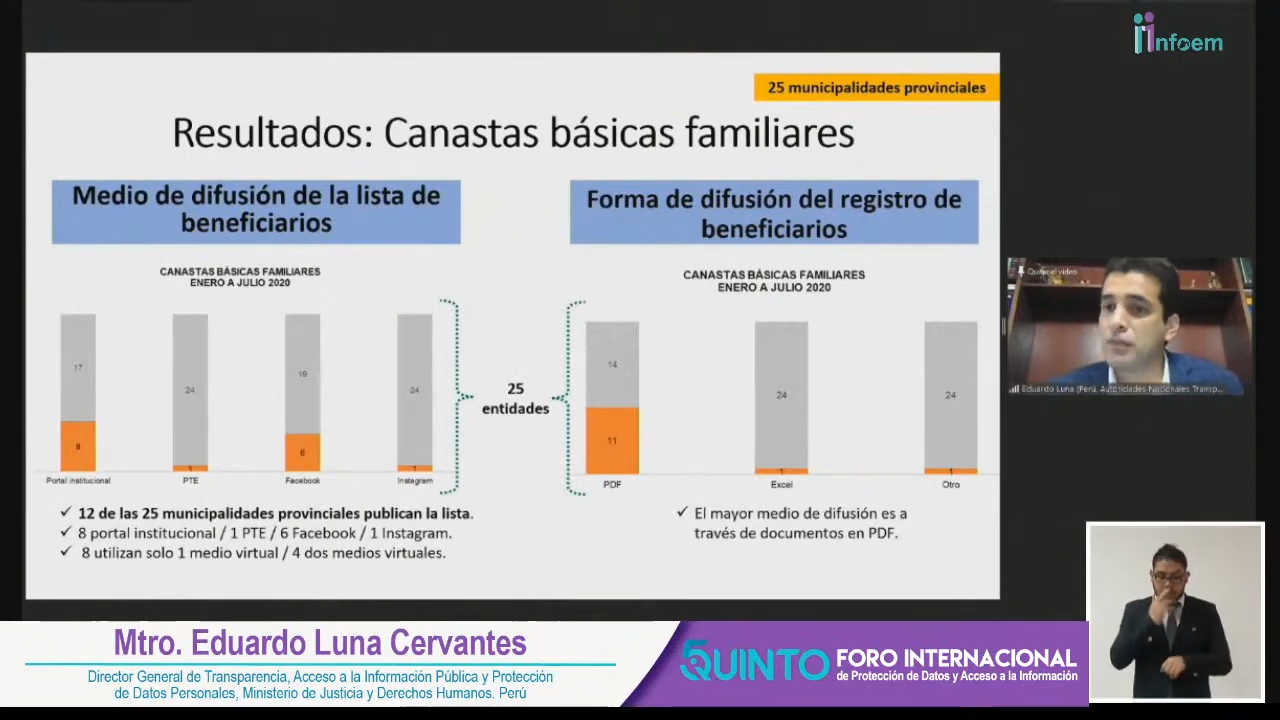 infoem
25 municipalidades provinciales
Resultados: Canastas básicas familiares
Medio de difusión de la lista de
beneficiarios
CANASTAS BÁSICAS FAMILIARES
ENERO A JULIO 2020
17
24
19
24
8
1
6
1
Portal institucional
PTE
Facebook
Instagram
25
entidades
Forma de difusión del registro de
beneficiarios
CANASTAS BÁSICAS FAMILIARES
ENERO A JULIO 2020
14
24
24
11
1
1
PDF
Excel
Otro
✓ 12 de las 25 municipalidades provinciales publican la lista.
✓ 8 portal institucional / 1 PTE / 6 Facebook / 1 Instagram.
✓ 8 utilizan solo 1 medio virtual / 4 dos medios virtuales.
✓ El mayor medio de difusión es a
través de documentos en PDF.
Quitar el video
Eduardo Luna (Perú, Autoridades Nacionales Transp...
Mtro. Eduardo Luna Cervantes
Director General de Transparencia, Acceso a la Información Pública y Protección
de Datos Personales, Ministerio de Justicia y Derechos Humanos. Perú
5 QUINTO
FORO INTERNACIONAL
de Protección de Datos y Acceso a la Información